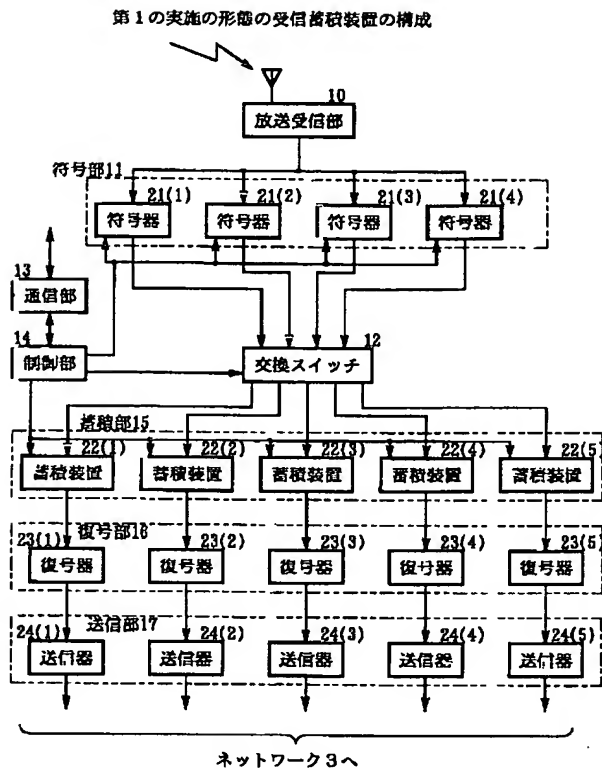 第1の実施の形態の受信蓄積装置の構成
10
放送受信部
符号部11
21(1) 21(2) 21(3) 21(4)
符号器 符号器 符号器 符号器
13
通信部
14 12
制御部 交換スイッチ
蓄積部15
22(1) 22(2) 22(3) 22(4) 22(5)
蓄積装置 蓄積装置 蓄積装置 蓄積装置 蓄積装置
復号部16
23(1) 23(2) 23(3) 23(4) 23(5)
復号器 復号器 復号器 復号器 復号器
送信部17
24(1) 24(2) 24(3) 24(4) 24(5)
送信器 送信器 送信器 送信器 送信器
ネットワーク3へ